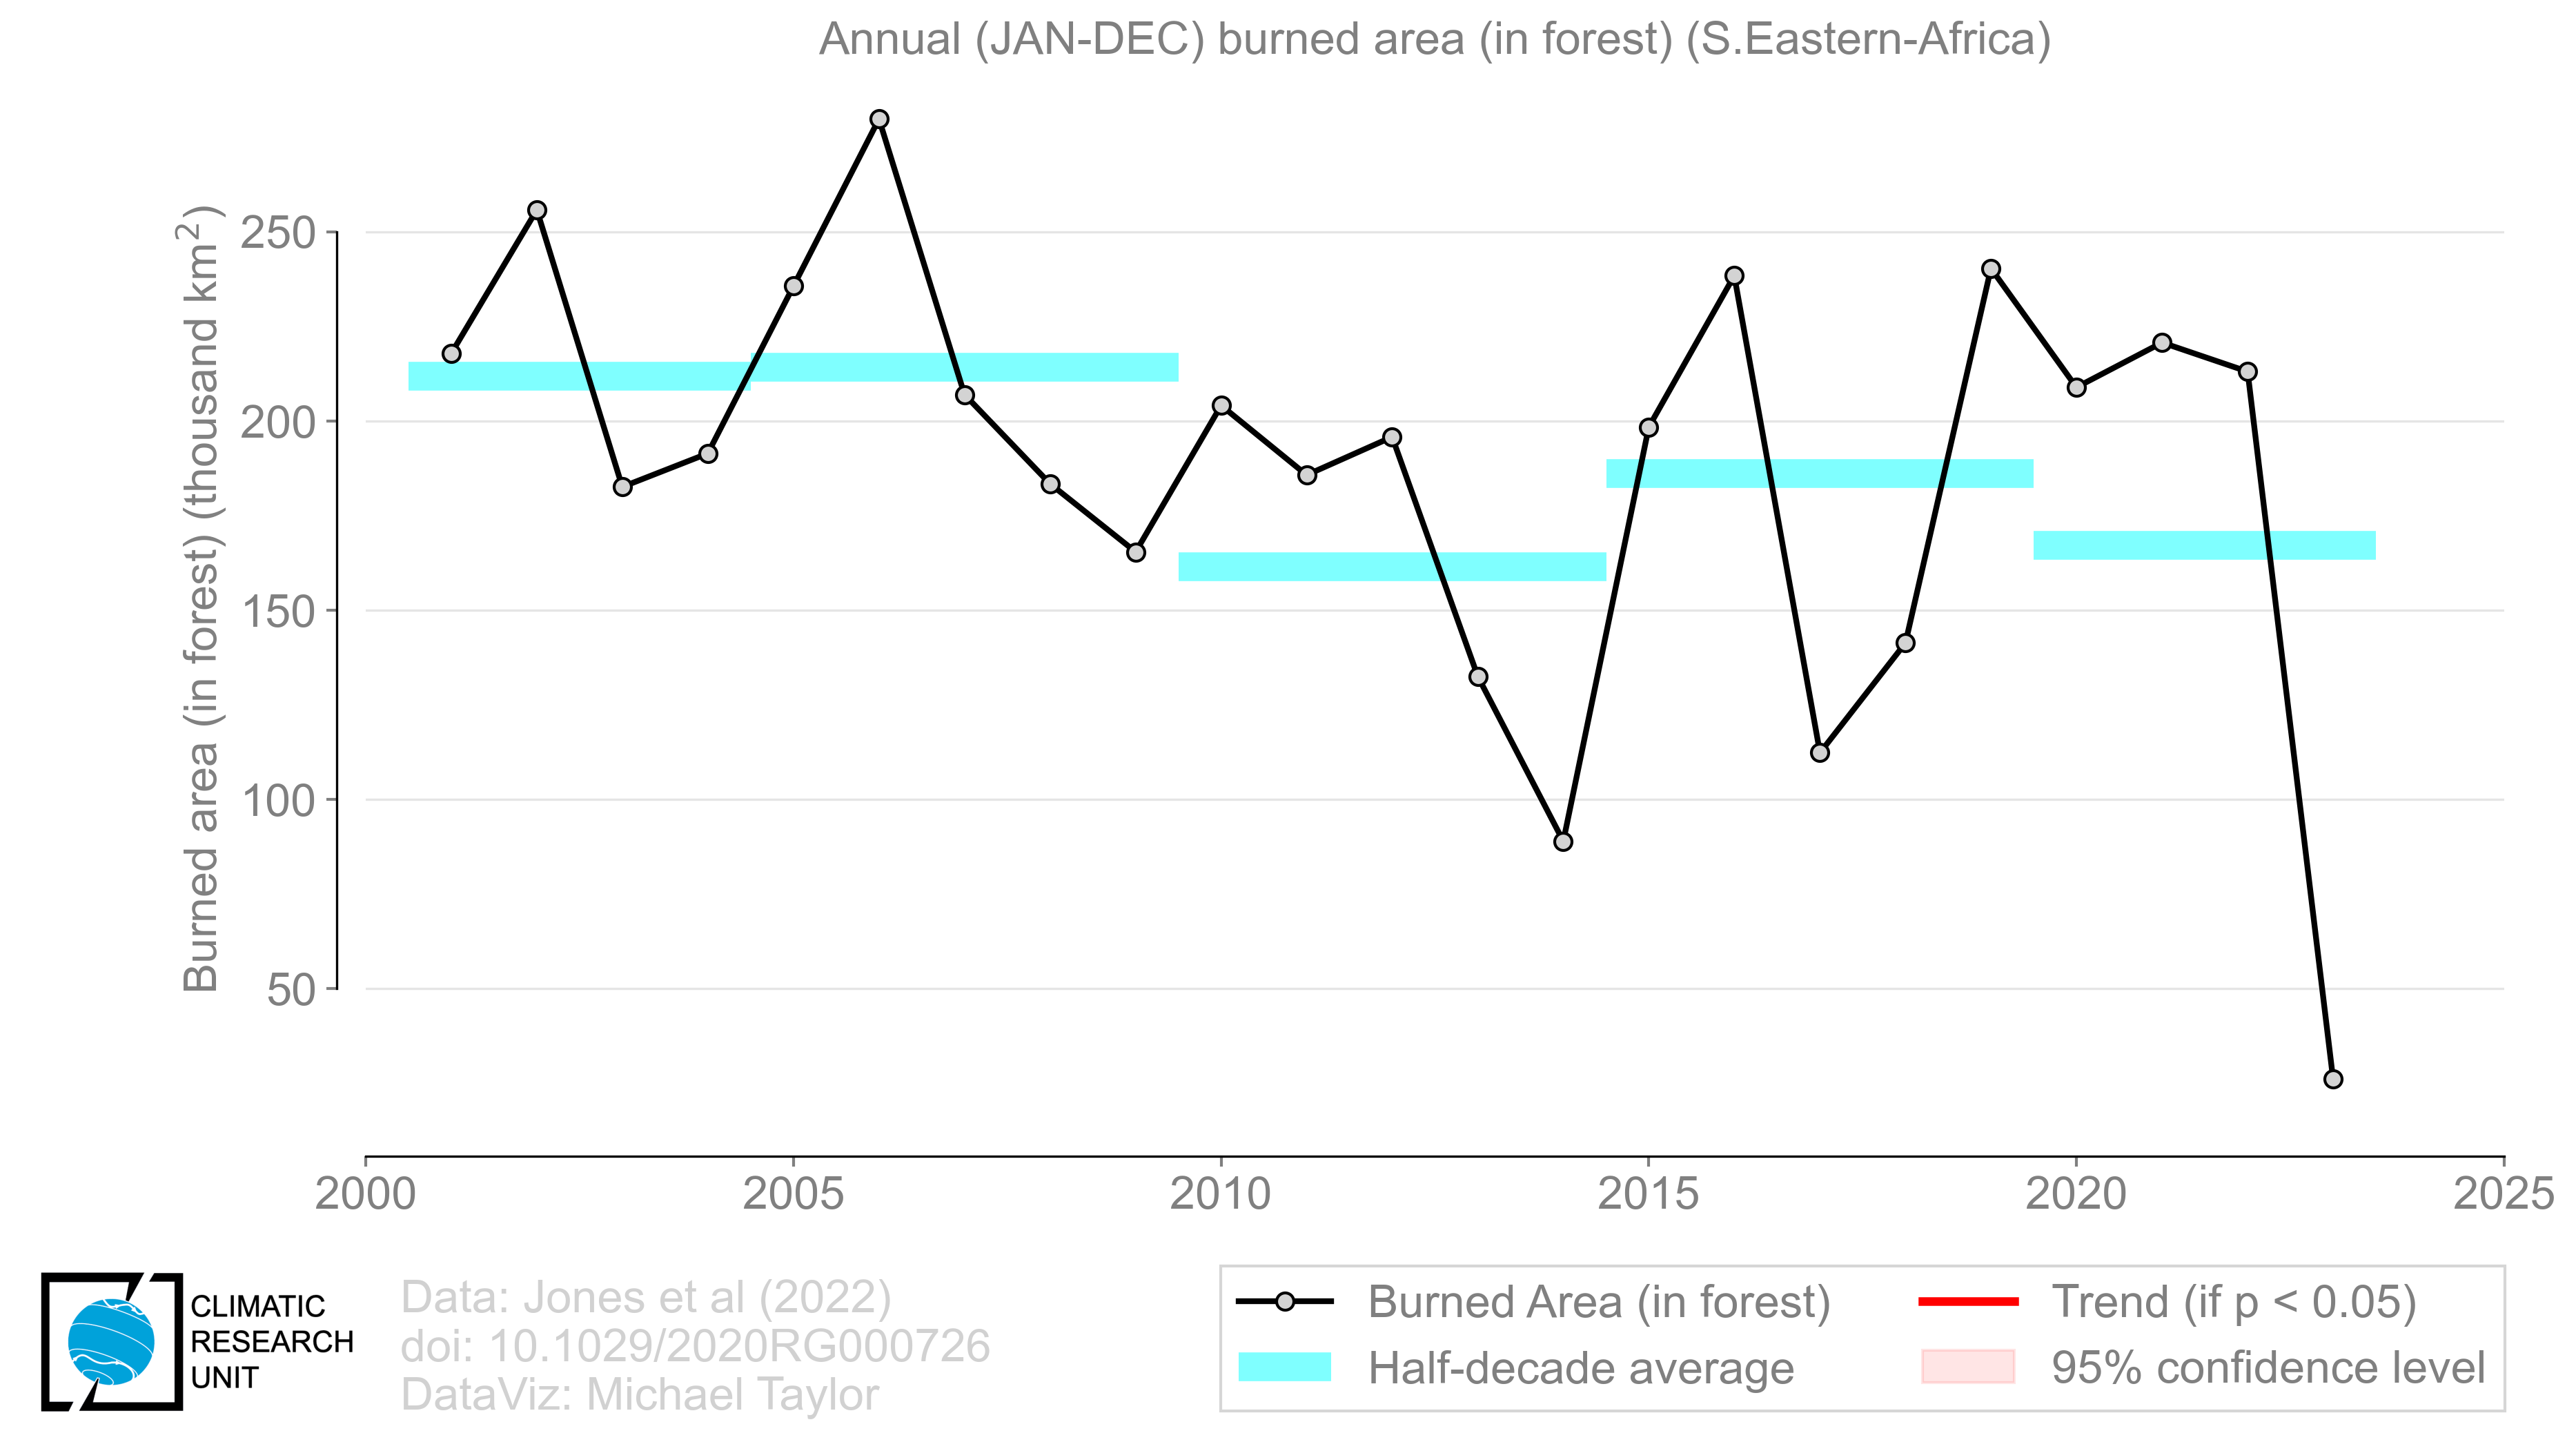 Annual (JAN-DEC) burned area (in forest) (S.Eastern-Africa)
Burned area (in forest) (thousand km²)
250
200
150
100
50
2000
2005
2010
2015
2020
2025
CLIMATIC
RESEARCH
UNIT
Data: Jones et al (2022)
doi: 10.1029/2020RG000726
DataViz: Michael Taylor
Burned Area (in forest)
Half-decade average
Trend (if p < 0.05)
95% confidence level